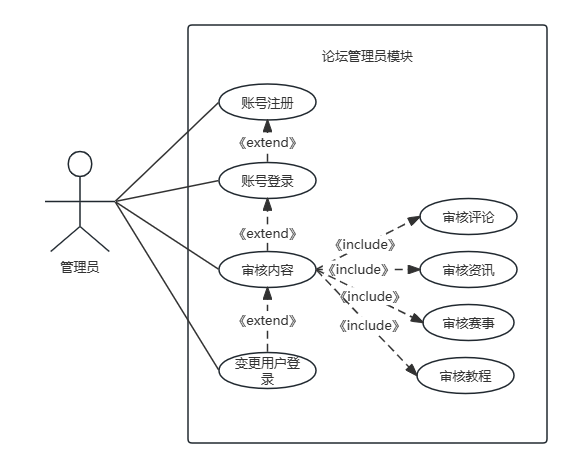 论坛管理员模块
账号注册
《extend》
账号登录
《extend》
审核内容
《extend》
变更用户登
录
管理员
《include》
《include》
《include》
《include》
审核评论
审核资讯
审核赛事
审核教程